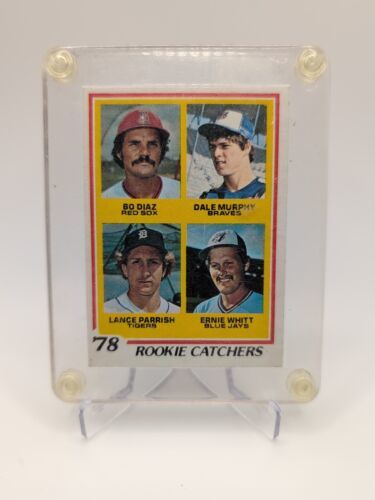 BO DIAZ
RED SOX
DALE MURPHY
BRAVES
LANCE PARRISH
TIGERS
ERNIE WHITT
BLUE JAYS
'78 ROOKIE CATCHERS